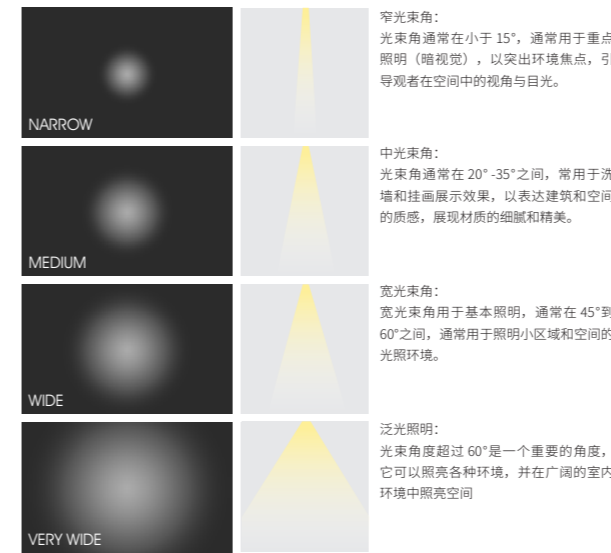 NARROW
窄光束角：
光束角通常在小于 15°，通常用于重点
照明（暗视觉），以突出环境焦点，引
导观者在空间中的视角与目光。
MEDIUM
中光束角：
光束角通常在 20° -35°之间，常用于洗
墙和挂画展示效果，以表达建筑和空间
的质感，展现材质的细腻和精美。
WIDE
宽光束角：
宽光束角用于基本照明，通常在 45°到
60°之间，通常用于照明小区域和空间的
光照环境。
VERY WIDE
泛光照明：
光束角度超过 60°是一个重要的角度，
它可以照亮各种环境，并在广阔的室内
环境中照亮空间